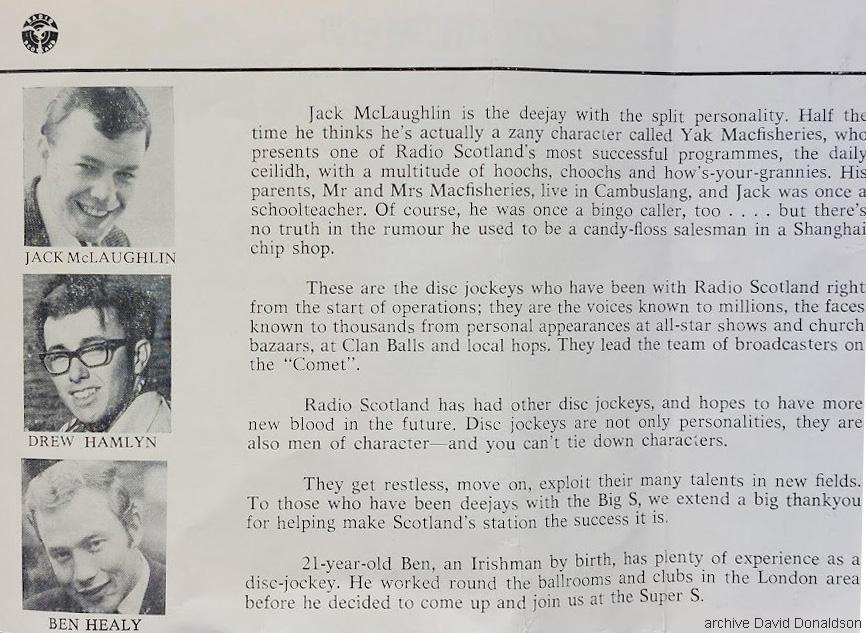 RADIO
SCOTLAND
Jack McLaughlin is the deejay with the split personality. Half the
time he thinks he's actually a zany character called Yak Macfisheries, who
presents one of Radio Scotland's most successful programmes, the daily
ceilidh, with a multitude of hoochs, choochs and how's-your-grannies. His
parents, Mr and Mrs Macfisheries, live in Cambuslang, and Jack was once a
schoolteacher. Of course, he was once a bingo caller, too . . . . but there's
no truth in the rumour he used to be a candy-floss salesman in a Shanghai
chip shop.
JACK McLAUGHLIN
These are the disc jockeys who have been with Radio Scotland right
from the start of operations; they are the voices known to millions, the faces
known to thousands from personal appearances at all-star shows and church
bazaars, at Clan Balls and local hops. They lead the team of broadcasters on
the “Comet”.
Radio Scotland has had other disc jockeys, and hopes to have more
new blood in the future. Disc jockeys are not only personalities, they are
also men of character—and you can't tie down characters.
DREW HAMLYN
They get restless, move on, exploit their many talents in new fields.
To those who have been deejays with the Big S, we extend a big thankyou
for helping make Scotland's station the success it is.
21-year-old Ben, an Irishman by birth, has plenty of experience as a
disc-jockey. He worked round the ballrooms and clubs in the London area
before he decided to come up and join us at the Super S.
BEN HEALY
archive David Donaldson